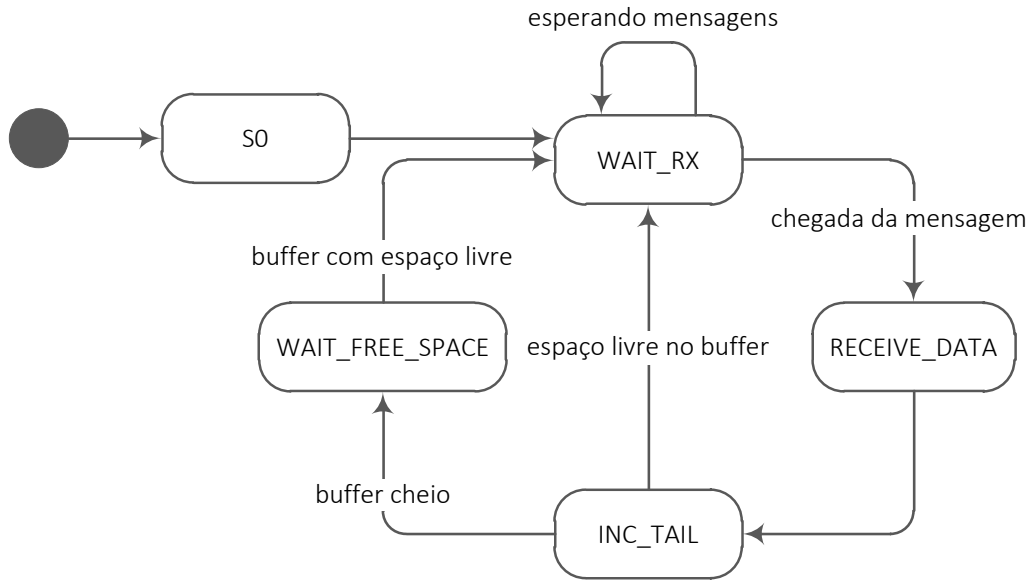 esperando mensagens
S0
WAIT_RX
chegada da mensagem
buffer com espaço livre
WAIT_FREE_SPACE
espaço livre no buffer
RECEIVE_DATA
buffer cheio
INC_TAIL